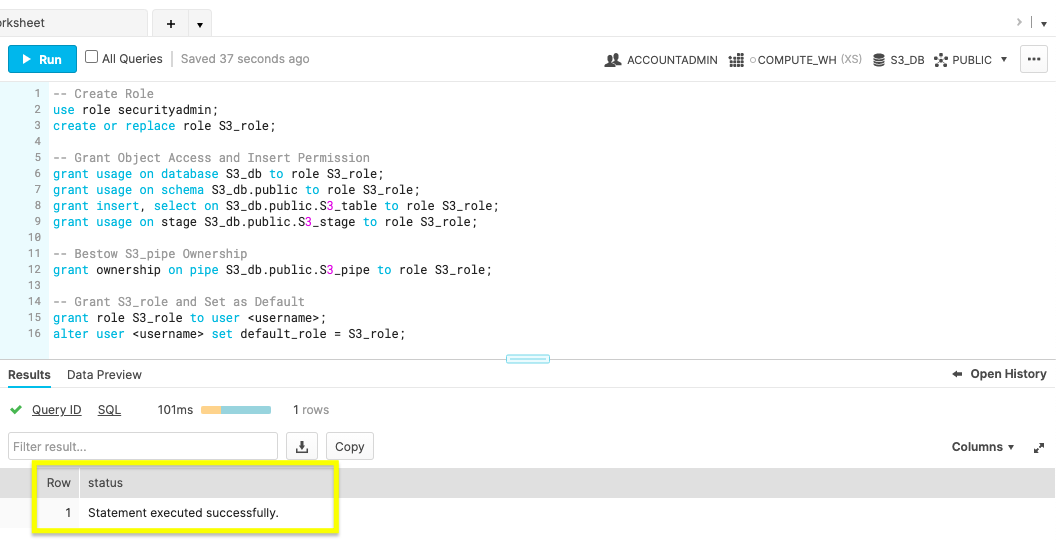 orksheet
+
Run All Queries Saved 37 seconds ago ACCOUNTADMIN COMPUTE_WH (XS) S3_DB PUBLIC ...
1 -- Create Role
2 use role securityadmin;
3 create or replace role S3_role;
4
5 -- Grant Object Access and Insert Permission
6 grant usage on database S3_db to role S3_role;
7 grant usage on schema S3_db.public to role S3_role;
8 grant insert, select on S3_db.public.S3_table to role S3_role;
9 grant usage on stage S3_db.public.S3_stage to role S3_role;
10
11 -- Bestow S3_pipe Ownership
12 grant ownership on pipe S3_db.public.S3_pipe to role S3_role;
13
14 -- Grant S3_role and Set as Default
15 grant role S3_role to user <username>;
16 alter user <username> set default_role = S3_role;
Results Data Preview Open History
Query ID SQL 101ms 1 rows
Filter result... Copy Columns
Row status
1 Statement executed successfully.